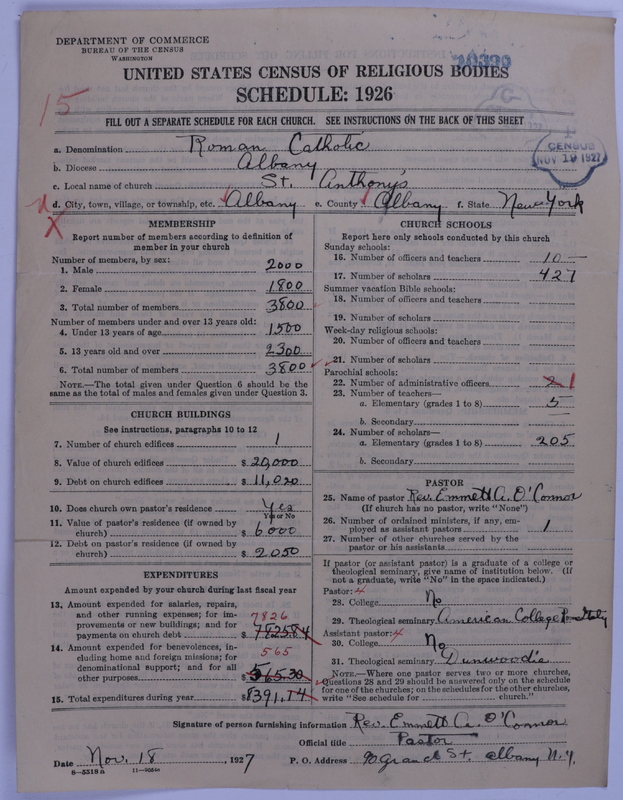 DEPARTMENT OF COMMERCE
BUREAU OF THE CENSUS
WASHINGTON
UNITED STATES CENSUS OF RELIGIOUS BODIES
SCHEDULE: 1926
15
FILL OUT A SEPARATE SCHEDULE FOR EACH CHURCH. SEE INSTRUCTIONS ON THE BACK OF THIS SHEET
CENSUS
NOV 19 1927
a. Denomination Roman Catholic
b. Diocese Albany
c. Local name of church St. Anthony's
d. City, town, village, or township, etc. Albany e. County Albany f. State New York
X
MEMBERSHIP
Report number of members according to definition of
member in your church
Number of members, by sex:
1. Male 2000
2. Female 1800
3. Total number of members 3800
Number of members under and over 13 years old:
4. Under 13 years of age 1500
5. 13 years old and over 2300
6. Total number of members 3800
NOTE.—The total given under Question 6 should be
same as the total of males and females given under Question 3.
CHURCH BUILDINGS
See instructions, paragraphs 10 to 12
7. Number of church edifices 1
8. Value of church edifices $ 20,000
9. Debt on church edifices $ 11,020
10. Does church own pastor's residence Yes
Yes or No
11. Value of pastor's residence (if owned by
church) $ 6000
12. Debt on pastor's residence (if owned by
church) $ 2050
EXPENDITURES
Amount expended by your church during last fiscal year
13. Amount expended for salaries, repairs,
and other running expenses; for im-
provements or new buildings; and for 7826
payments on church debt $ 7825.84
14. Amount expended for benevolences, in-
cluding home and foreign missions; for 565
denominational support; and for all
other purposes $ 565.30
15. Total expenditures during year $ 8391.14
CHURCH SCHOOLS
Report here only schools conducted by this church
Sunday schools:
16. Number of officers and teachers 10
17. Number of scholars 427
Summer vacation Bible schools:
18. Number of officers and teachers
19. Number of scholars
Week-day religious schools:
20. Number of officers and teachers
21. Number of scholars
Parochial schools:
22. Number of administrative officers 1
23. Number of teachers—
a. Elementary (grades 1 to 8) 5
b. Secondary
24. Number of scholars—
a. Elementary (grades 1 to 8) 205
b. Secondary
PASTOR
25. Name of pastor Rev. Emmett A. O'Connor
(If church has no pastor, write "None")
26. Number of ordained ministers, if any, em-
ployed as assistant pastors 1
27. Number of other churches served by the
pastor or his assistants
If pastor (or assistant pastor) is a graduate of a college or
theological seminary, give name of institution below. (If
not a graduate, write "No" in the space indicated.)
Pastor: 4
28. College No
29. Theological seminary American College Rome Italy
Assistant pastor: 4
30. College No
31. Theological seminary Dunwoodie
NOTE.—Where one pastor serves two or more churches,
Questions 28 and 29 should be answered only on the schedule
for one of the churches; on the schedules for the other churches,
write "See schedule for church."
Signature of person furnishing information Rev. Emmett A. O'Connor
Official title Pastor
Date Nov. 18, 1927 P. O. Address Grand St. Albany N.Y.
8—5518a 11—9084